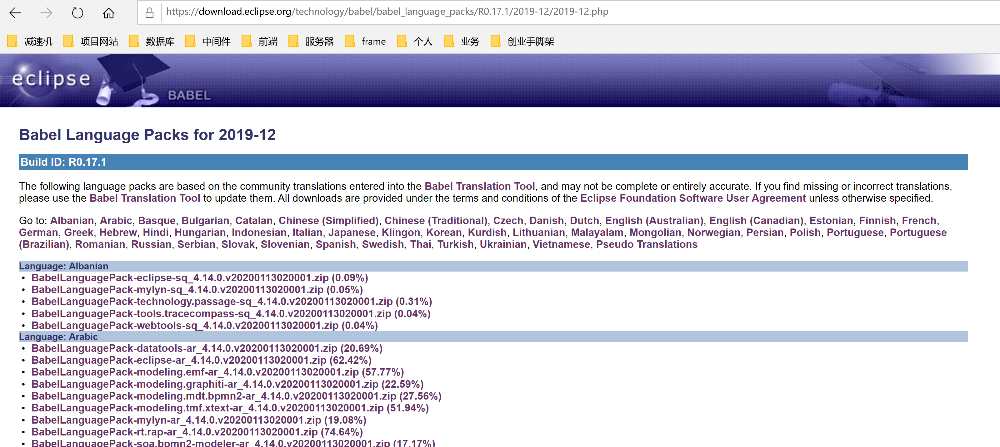 https://download.eclipse.org/technology/babel/babel_language_packs/R0.17.1/2019-12/2019-12.php
减速机 项目网站 数据库 中间件 前端 服务器 frame 个人 业务 创业手脚架
eclipse
BABEL
Babel Language Packs for 2019-12
Build ID: R0.17.1
The following language packs are based on the community translations entered into the Babel Translation Tool, and may not be complete or entirely accurate. If you find missing or incorrect translations,
please use the Babel Translation Tool to update them. All downloads are provided under the terms and conditions of the Eclipse Foundation Software User Agreement unless otherwise specified.
Go to: Albanian, Arabic, Basque, Bulgarian, Catalan, Chinese (Simplified), Chinese (Traditional), Czech, Danish, Dutch, English (Australian), English (Canadian), Estonian, Finnish, French,
German, Greek, Hebrew, Hindi, Hungarian, Indonesian, Italian, Japanese, Klingon, Korean, Kurdish, Lithuanian, Malayalam, Mongolian, Norwegian, Persian, Polish, Portuguese, Portuguese
(Brazilian), Romanian, Russian, Serbian, Slovak, Slovenian, Spanish, Swedish, Thai, Turkish, Ukrainian, Vietnamese, Pseudo Translations
Language: Albanian
• BabelLanguagePack-eclipse-sq_4.14.0.v20200113020001.zip (0.09%)
• BabelLanguagePack-mylyn-sq_4.14.0.v20200113020001.zip (0.05%)
• BabelLanguagePack-technology.passage-sq_4.14.0.v20200113020001.zip (0.31%)
• BabelLanguagePack-tools.tracecompass-sq_4.14.0.v20200113020001.zip (0.04%)
• BabelLanguagePack-webtools-sq_4.14.0.v20200113020001.zip (0.04%)
Language: Arabic
• BabelLanguagePack-datatools-ar_4.14.0.v20200113020001.zip (20.69%)
• BabelLanguagePack-eclipse-ar_4.14.0.v20200113020001.zip (62.42%)
• BabelLanguagePack-modeling.emf-ar_4.14.0.v20200113020001.zip (57.77%)
• BabelLanguagePack-modeling.graphiti-ar_4.14.0.v20200113020001.zip (22.59%)
• BabelLanguagePack-modeling.mdt.bpmn2-ar_4.14.0.v20200113020001.zip (27.56%)
• BabelLanguagePack-modeling.tmf.xtext-ar_4.14.0.v20200113020001.zip (51.94%)
• BabelLanguagePack-mylyn-ar_4.14.0.v20200113020001.zip (19.08%)
• BabelLanguagePack-rt.rap-ar_4.14.0.v20200113020001.zip (74.64%)
• BabelLanguagePack-soa.bpmn2-modeler-ar_4.14.0.v20200113020001.zip (17.17%)